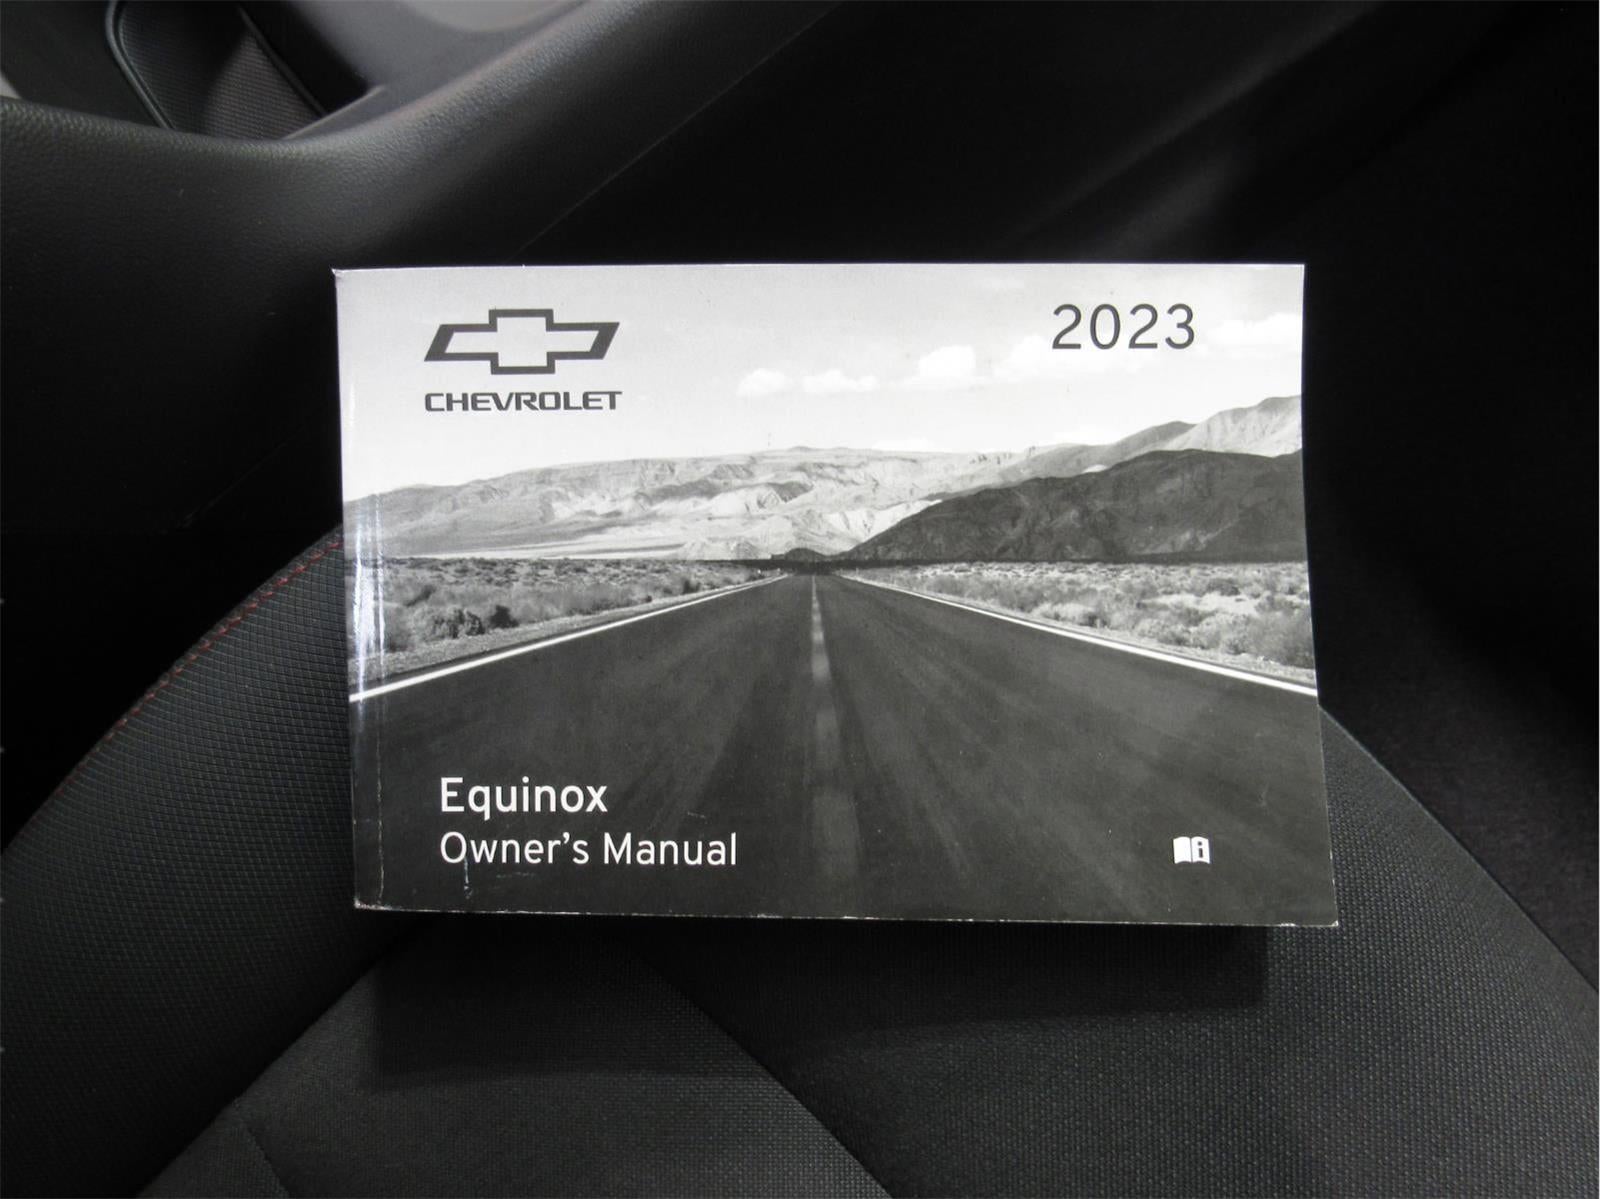 CHEVROLET
2023
Equinox
Owner's Manual